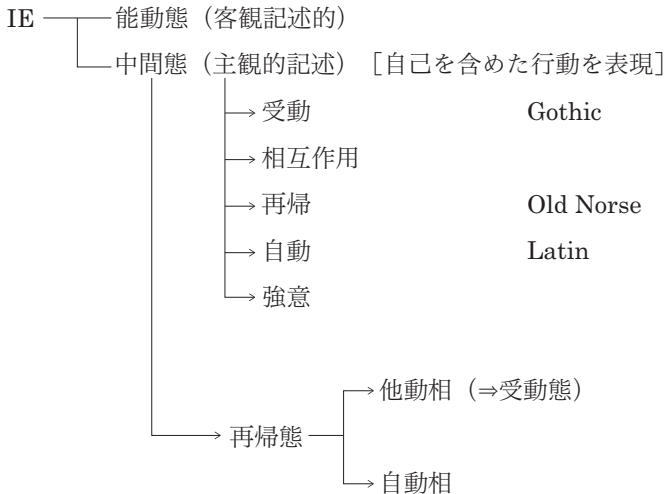 IE 能動態（客観記述的）
中間態（主観的記述）［自己を含めた行動を表現］
受動 Gothic
相互作用
再帰 Old Norse
自動 Latin
強意
他動相（⇒受動態）
再帰態
自動相